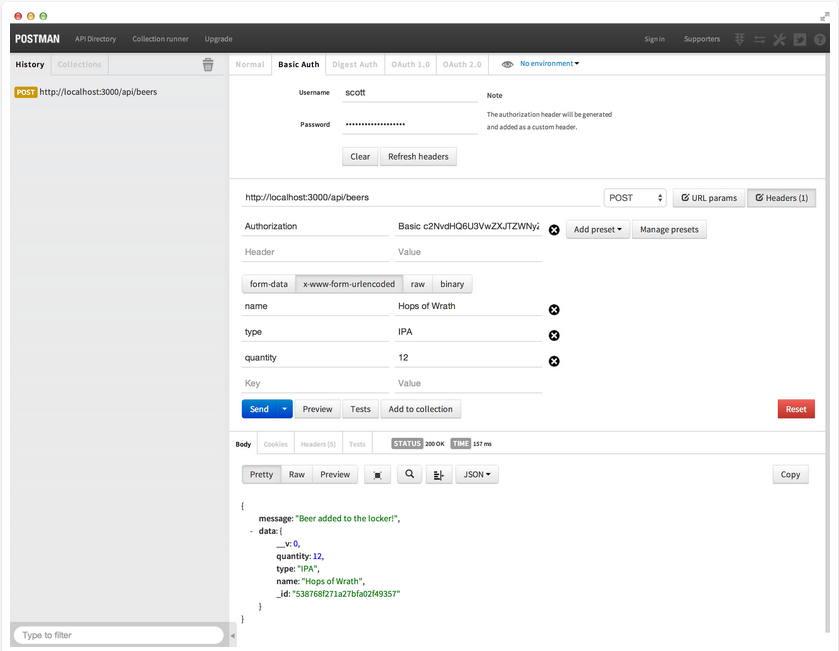 POSTMAN API Directory Collection runner Upgrade Sign in Supporters
History Collections
POST http://localhost:3000/api/beers
Normal Basic Auth Digest Auth OAuth 1.0 OAuth 2.0 No environment
Username scott
Note
The authorization header will be generated
and added as a custom header.
Password ••••••••••••••••••
Clear Refresh headers
http://localhost:3000/api/beers POST URL params Headers (1)
Authorization Basic c2NvdHQ6U3VwZXJTZWNyZ Add preset Manage presets
Header Value
form-data x-www-form-urlencoded raw binary
name Hops of Wrath
type IPA
quantity 12
Key Value
Send Preview Tests Add to collection Reset
Body Cookies Headers (5) Tests STATUS 200 OK TIME 157 ms
Pretty Raw Preview JSON Copy
{
message: "Beer added to the locker!",
- data: {
__v: 0,
quantity: 12,
type: "IPA",
name: "Hops of Wrath",
_id: "538768f271a27bfa02f49357"
}
}
Type to filter